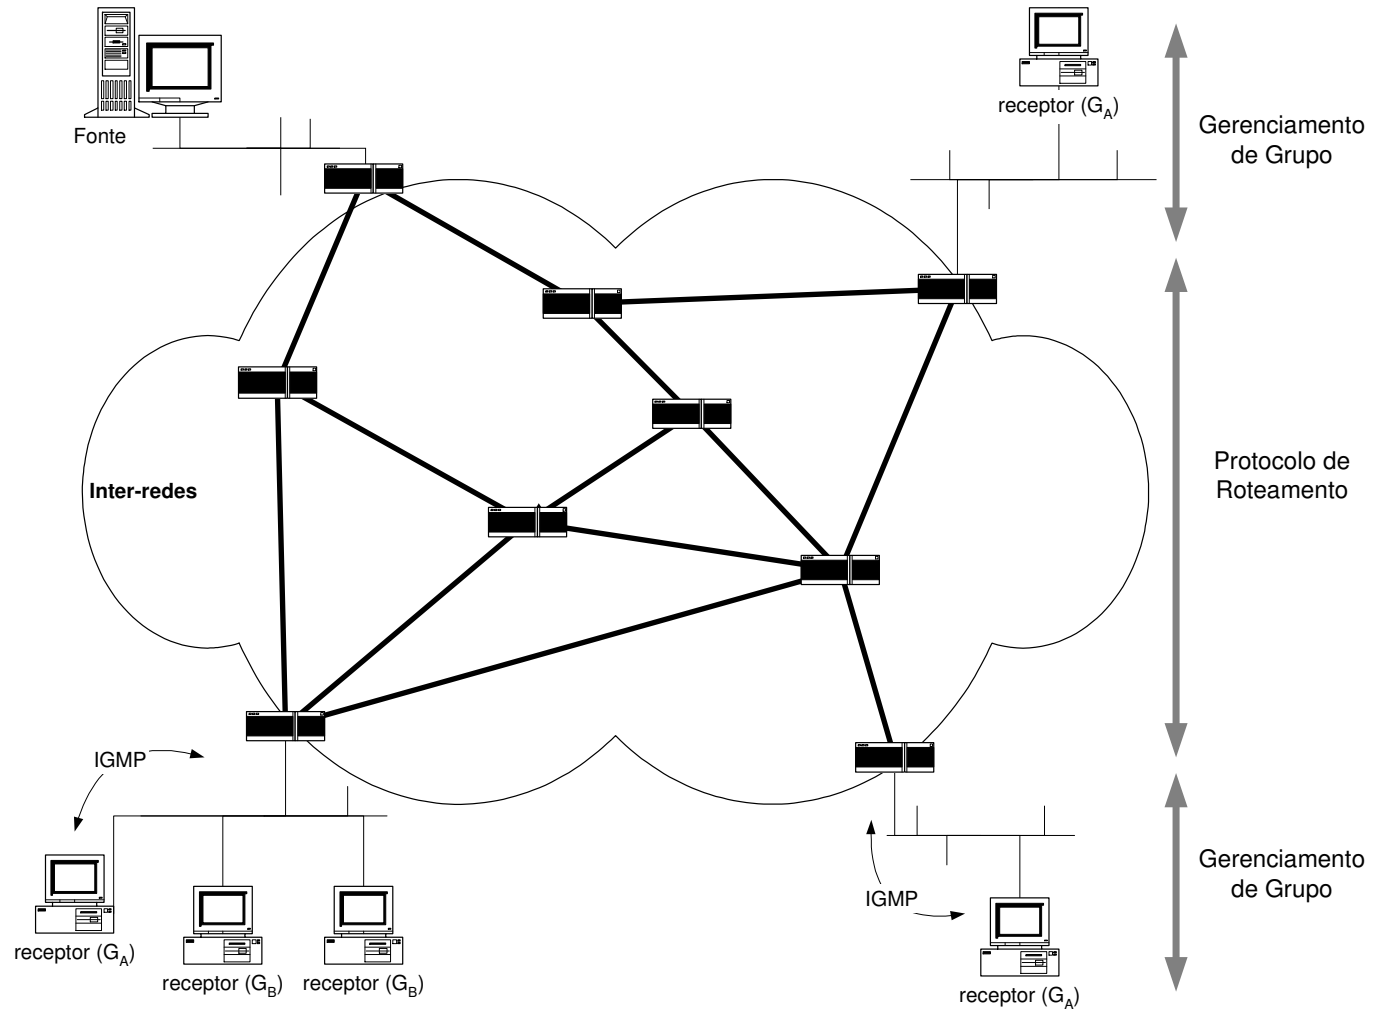 Fonte
receptor (GA)
Gerenciamento
de Grupo
Inter-redes
Protocolo de
Roteamento
IGMP
receptor (GA)
receptor (GB)
receptor (GB)
IGMP
receptor (GA)
Gerenciamento
de Grupo